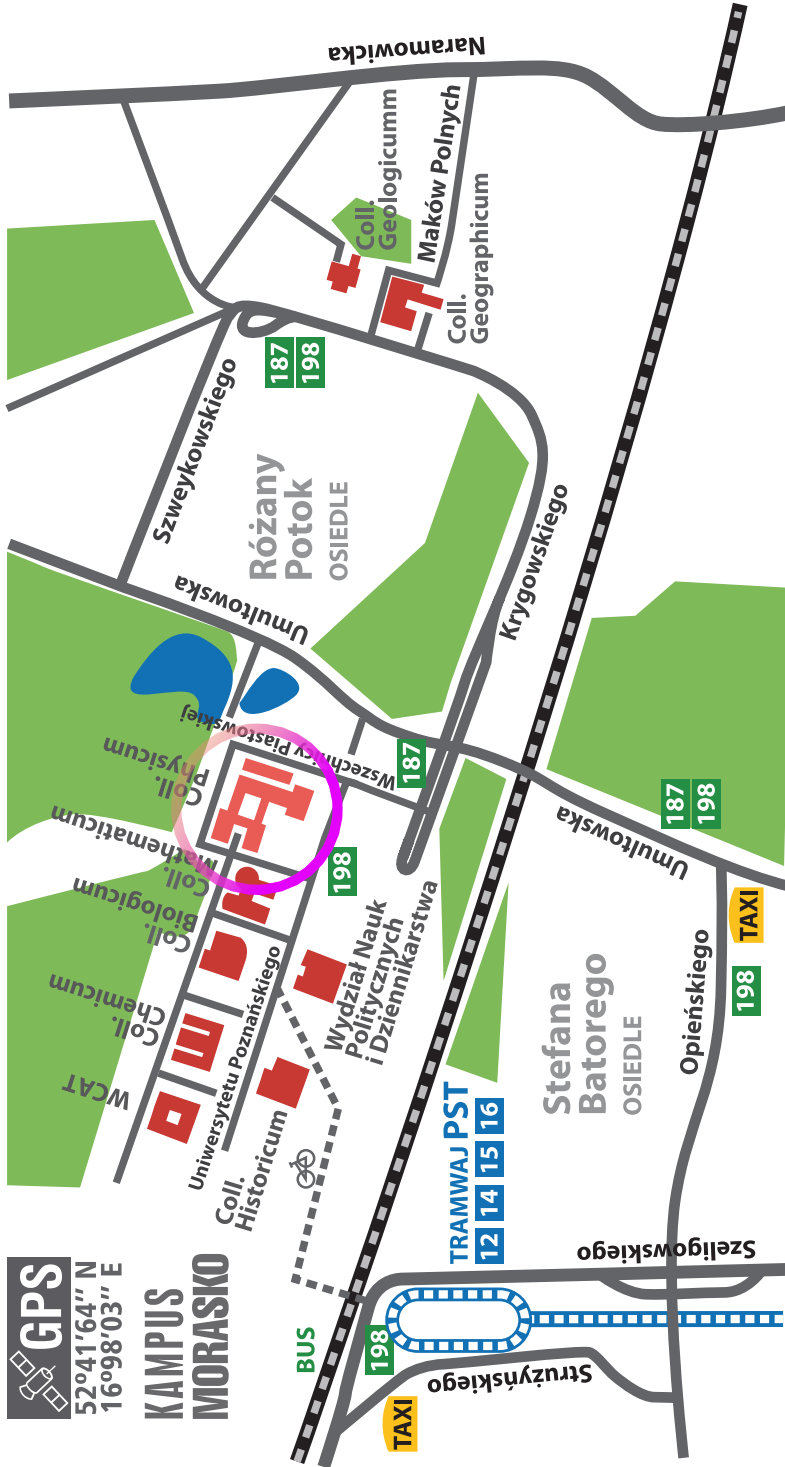 GPS
52°41'64'' N
16°98'03'' E
KAMPUS
MORASKO
WCAT
Coll.
Chemicum
Coll.
Biologicum
Coll.
Mathematicum
Coll.
Physicum
Uniwersytetu Poznańskiego
Coll.
Historicum
Wydział Nauk
Politycznych
i Dziennikarstwa
198
Wszechnicy Piastowskiej
187
Umultowska
Szweykowskiego
Różany
Potok
OSIEDLE
187
198
Krygowskiego
Coll.
Geologicumm
Coll.
Geographicum
Maków Polnych
Naramowicka
BUS
198
TAXI
TRAMWAJ PST
12 14 15 16
Strużyńskiego
Szeligowskiego
Stefana
Batorego
OSIEDLE
Opieńskiego
198
TAXI
Umultowska
187
198